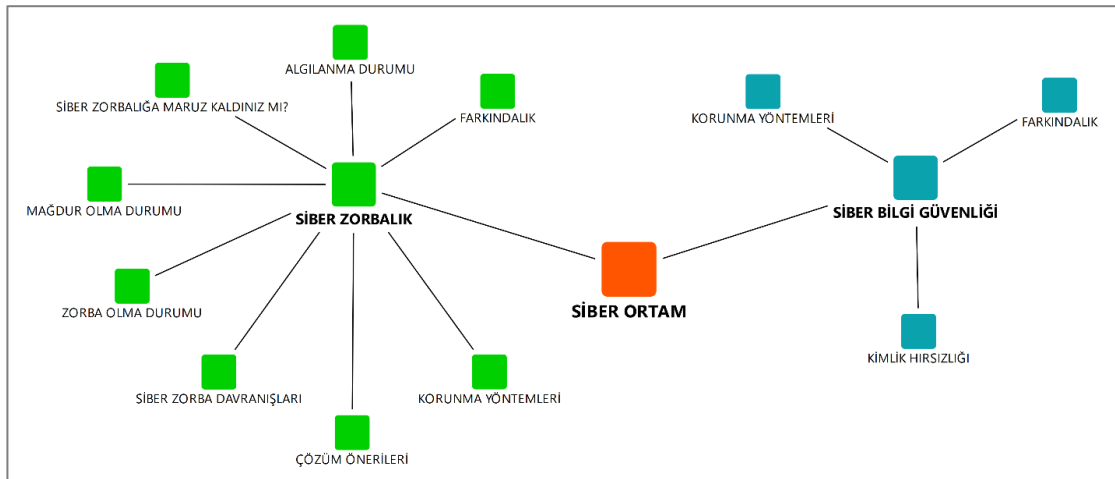 ALGILANMA DURUMU
SİBER ZORBALIĞA MARUZ KALDINIZ MI?
FARKINDALIK
KORUNMA YÖNTEMLERİ
FARKINDALIK
MAĞDUR OLMA DURUMU
SİBER ZORBALIK
SİBER BİLGİ GÜVENLİĞİ
ZORBA OLMA DURUMU
SİBER ORTAM
KİMLİK HIRSIZLIĞI
SİBER ZORBA DAVRANIŞLARI
KORUNMA YÖNTEMLERİ
ÇÖZÜM ÖNERİLERİ